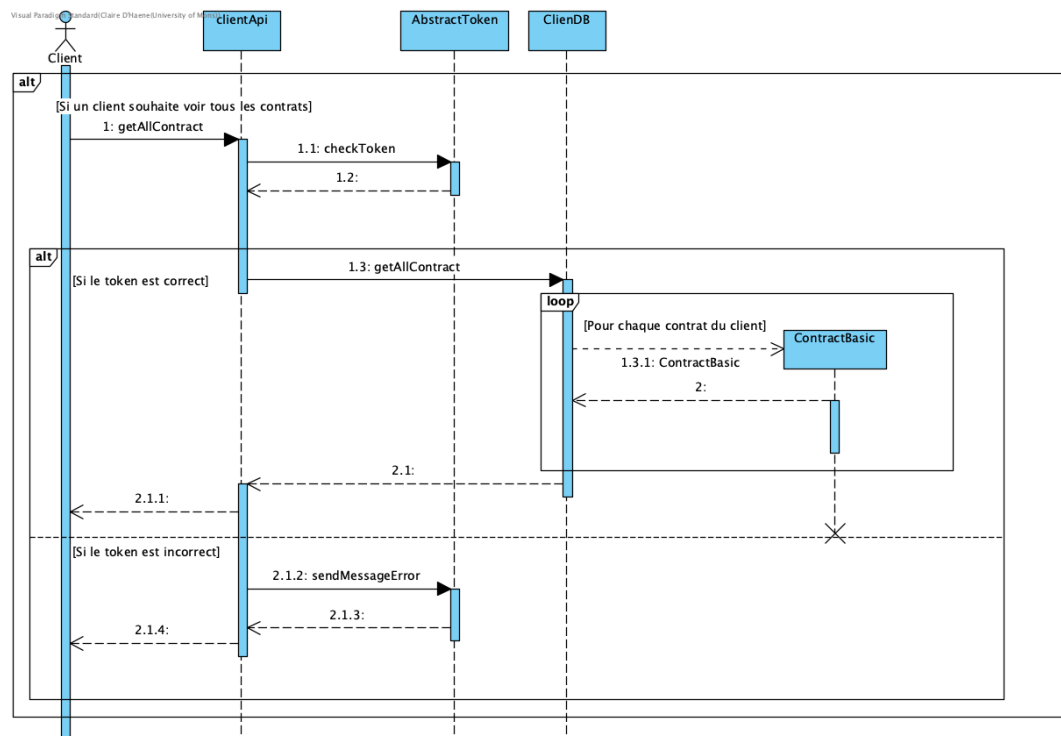 Visual Paradigm Standard(Claire D'Haene(University of Mons))
clientApi
AbstractToken
ClienDB
Client
alt
[Si un client souhaite voir tous les contrats]
1: getAllContract
1.1: checkToken
1.2:
alt
1.3: getAllContract
[Si le token est correct]
loop
[Pour chaque contrat du client]
ContractBasic
1.3.1: ContractBasic
2:
2.1:
2.1.1:
[Si le token est incorrect]
2.1.2: sendMessageError
2.1.3:
2.1.4: